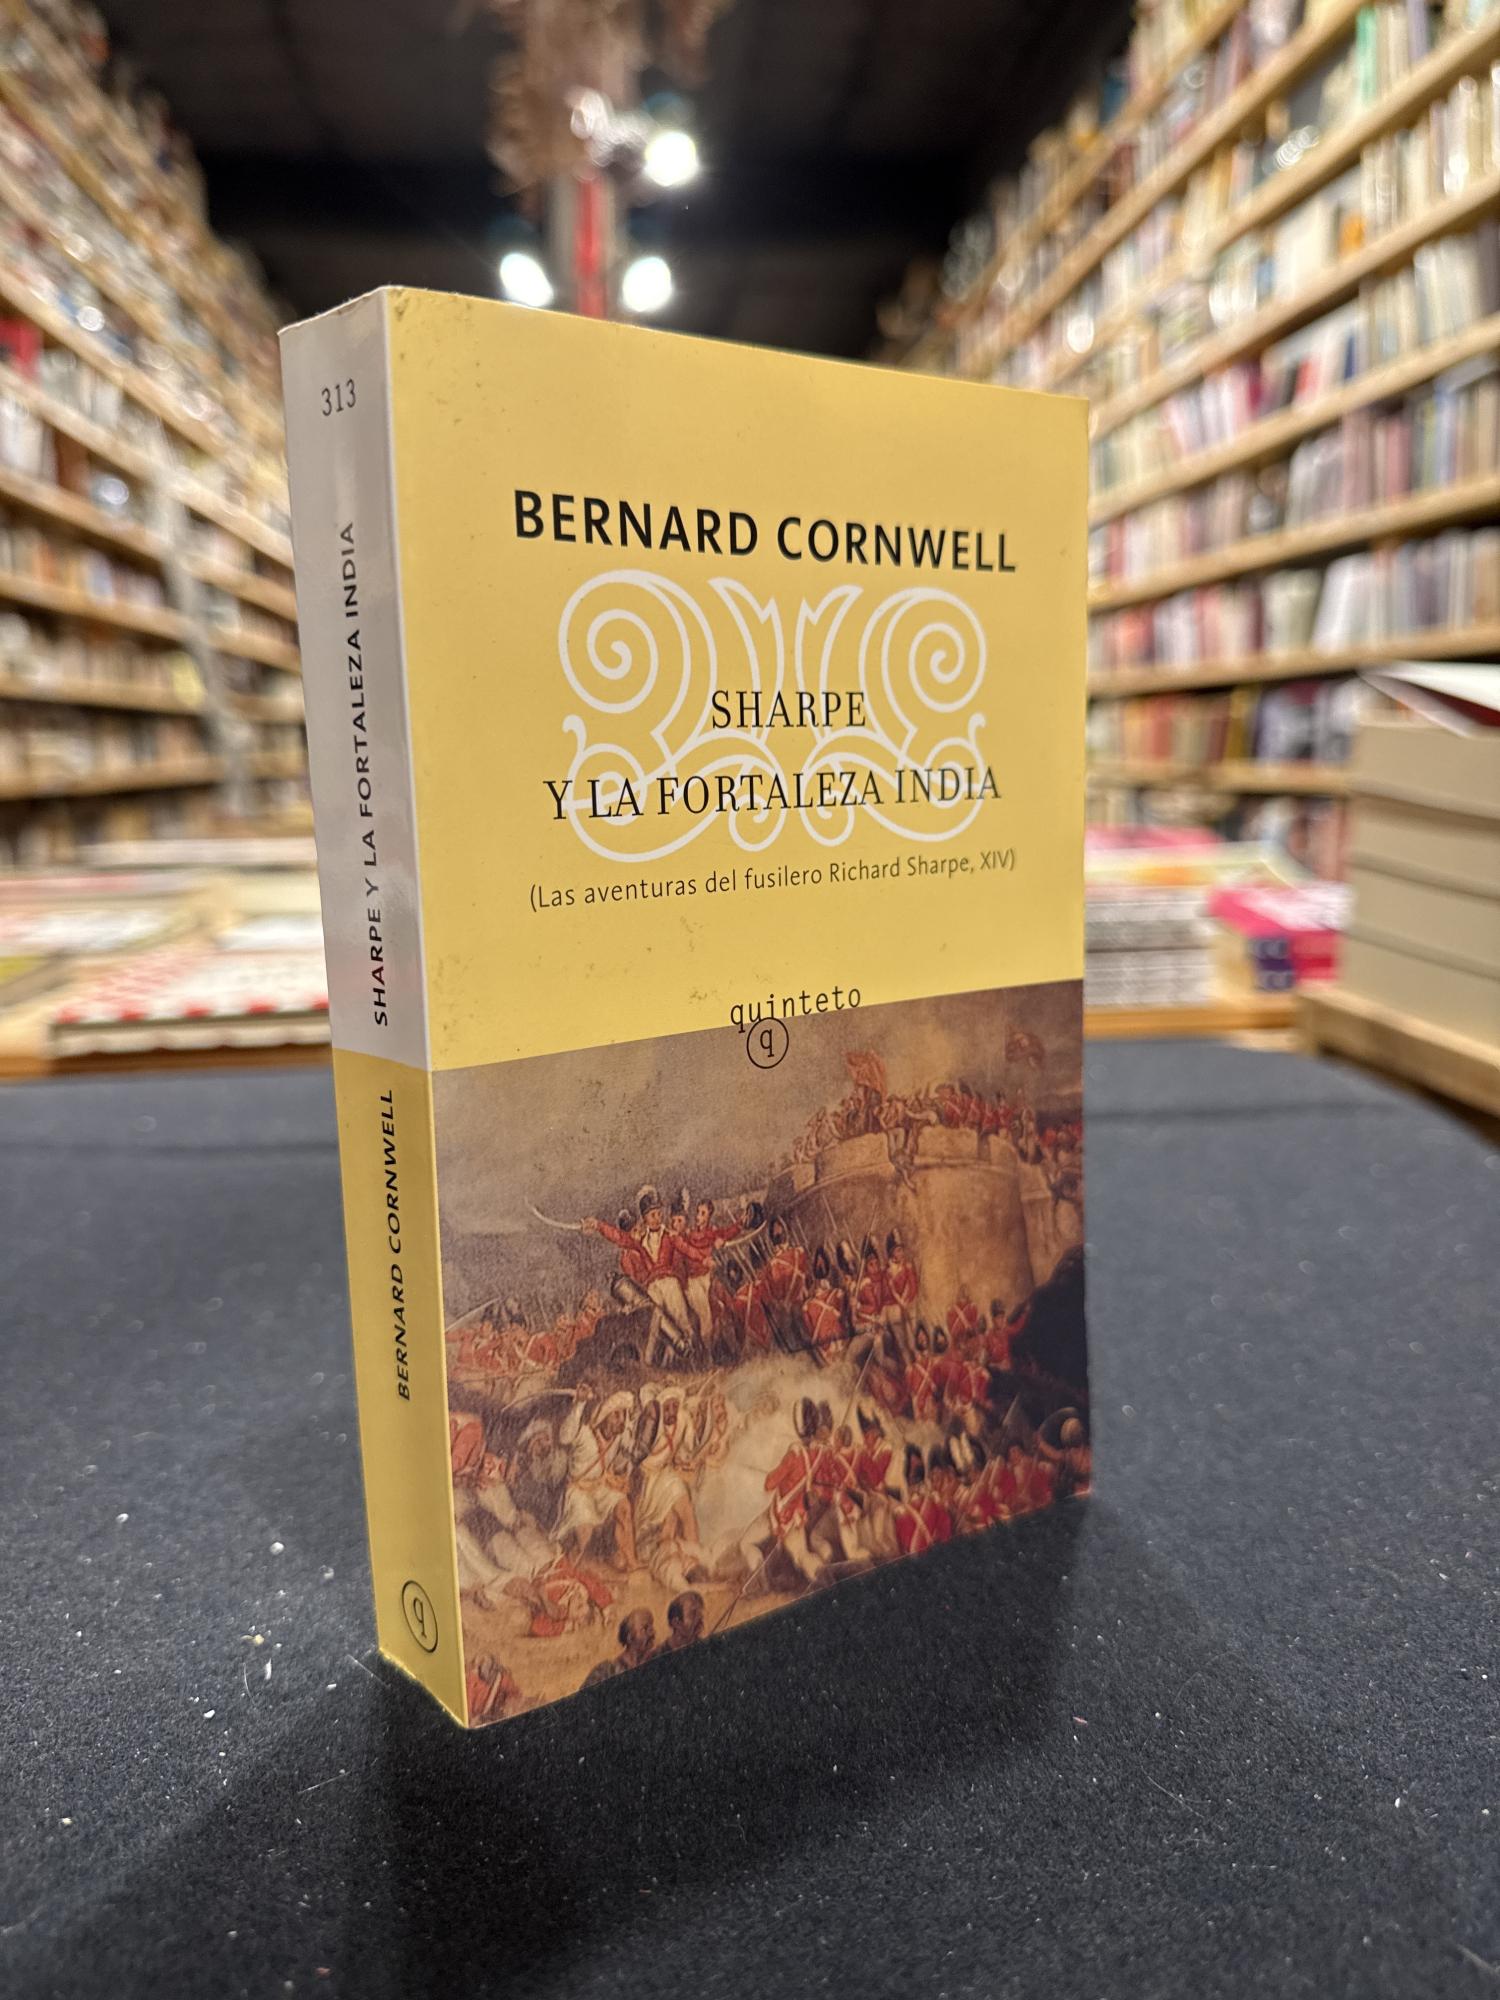 313
SHARPE Y LA FORTALEZA INDIA
BERNARD CORNWELL
q
BERNARD CORNWELL
SHARPE
Y LA FORTALEZA INDIA
(Las aventuras del fusilero Richard Sharpe, XIV)
quinteto
q